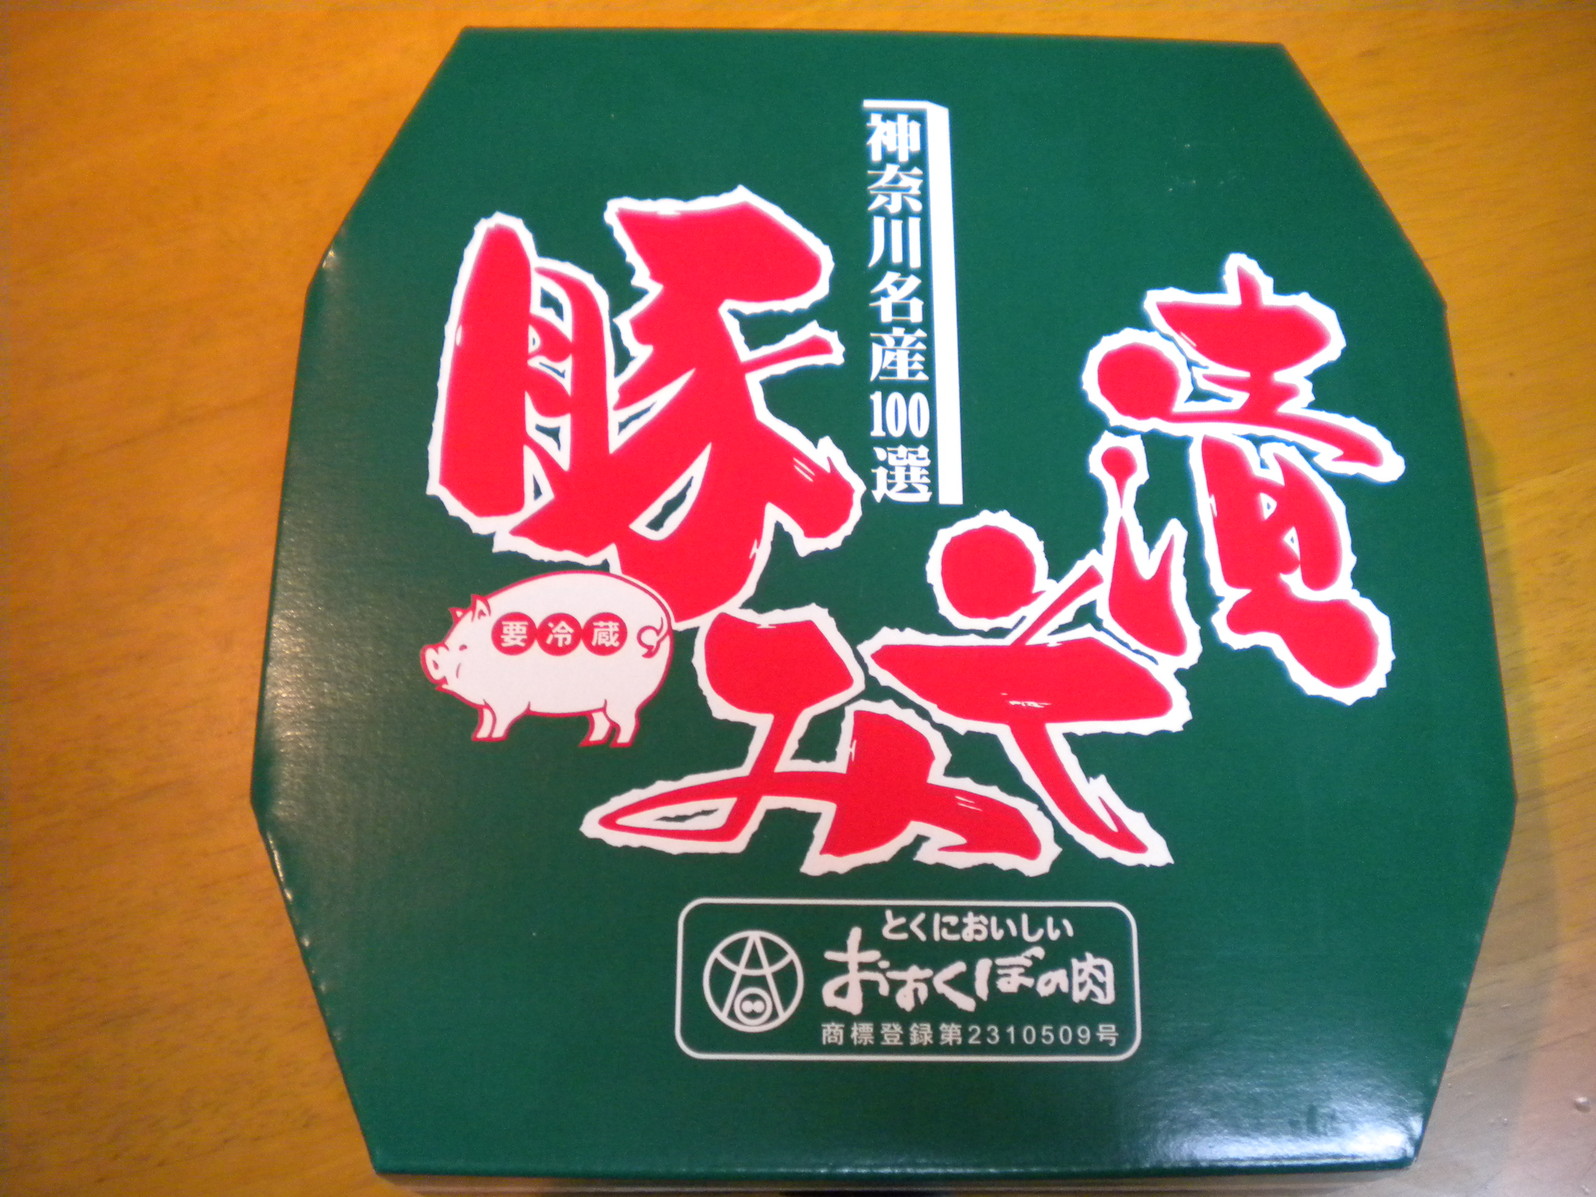 神奈川名産100選
豚みそ漬
要冷蔵
とくにおいしい
おおくぼの肉
商標登録第2310509号